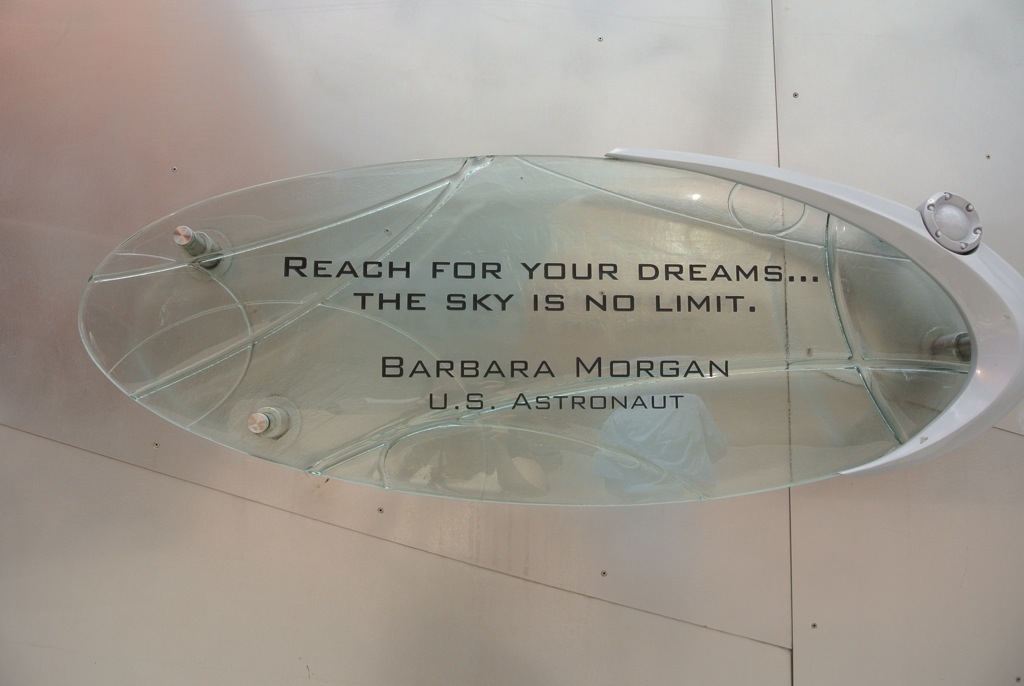 REACH FOR YOUR DREAMS...
THE SKY IS NO LIMIT.
BARBARA MORGAN
U.S. ASTRONAUT